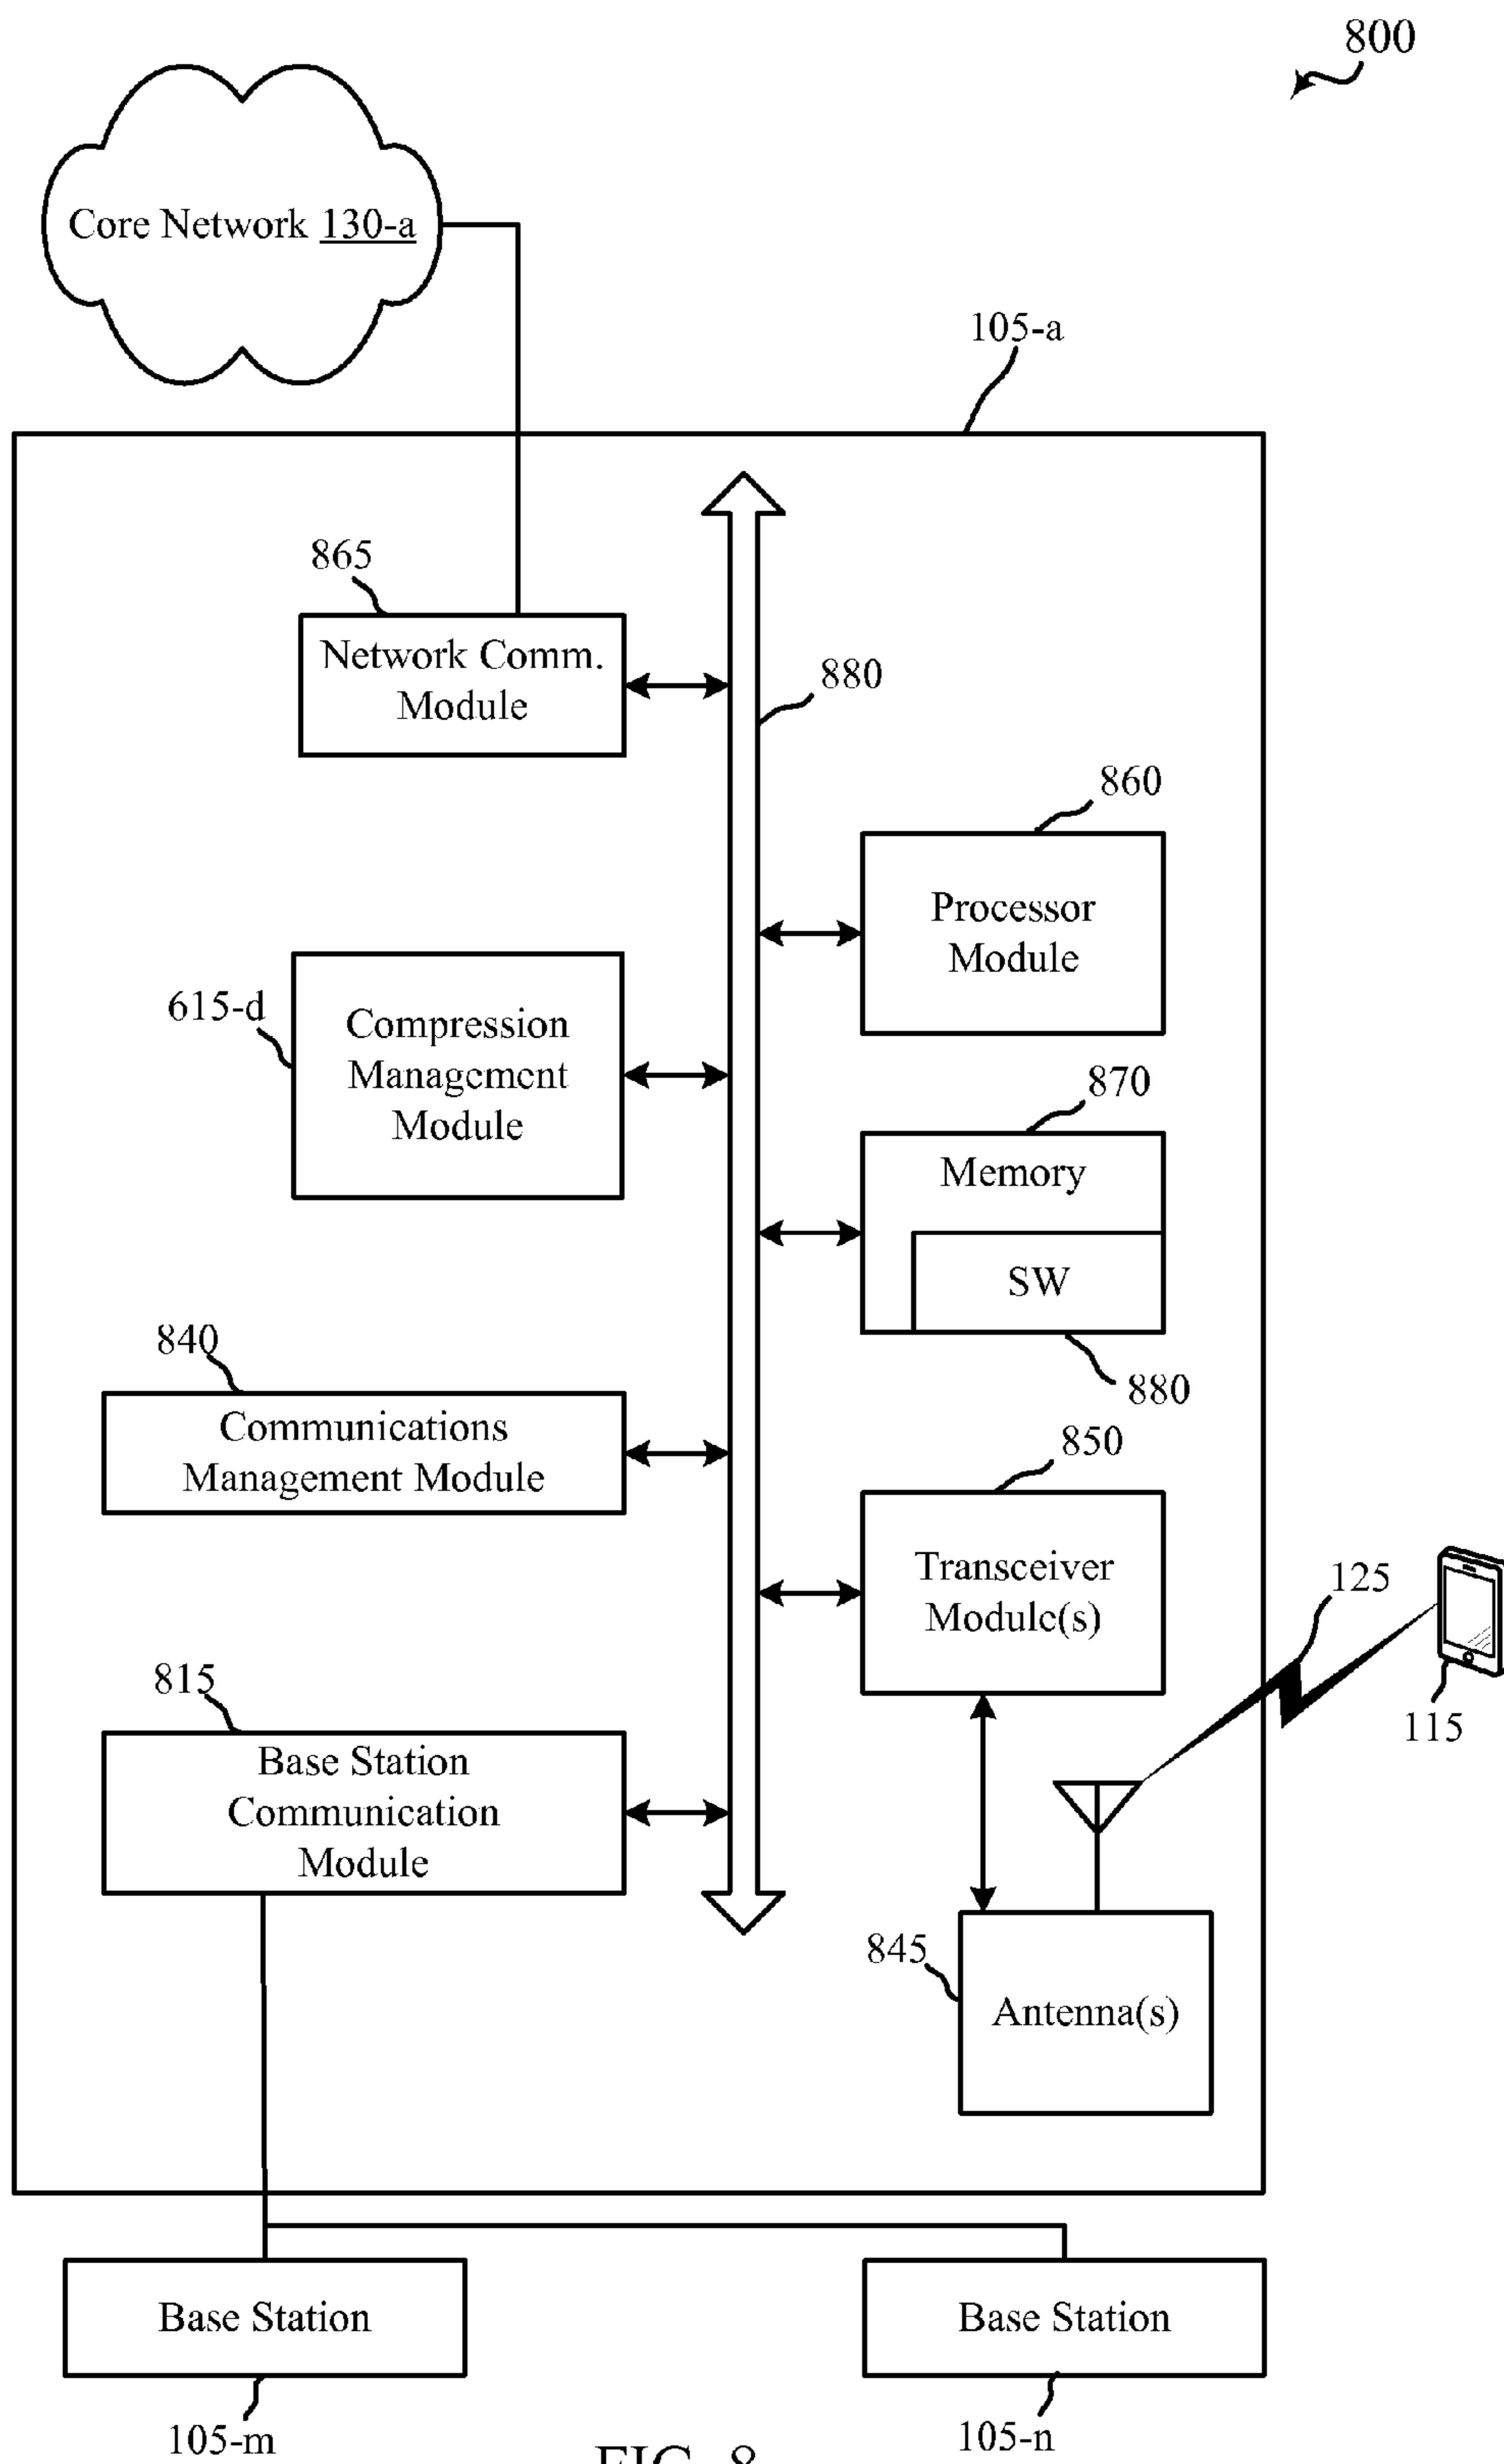 800
Core Network 130-a
105-a
865
Network Comm.
Module
880
860
Processor
Module
615-d
Compression
Management
Module
870
Memory
SW
880
840
Communications
Management Module
850
Transceiver
Module(s)
125
115
815
Base Station
Communication
Module
845
Antenna(s)
Base Station
Base Station
105-m
105-n
FIG. 8